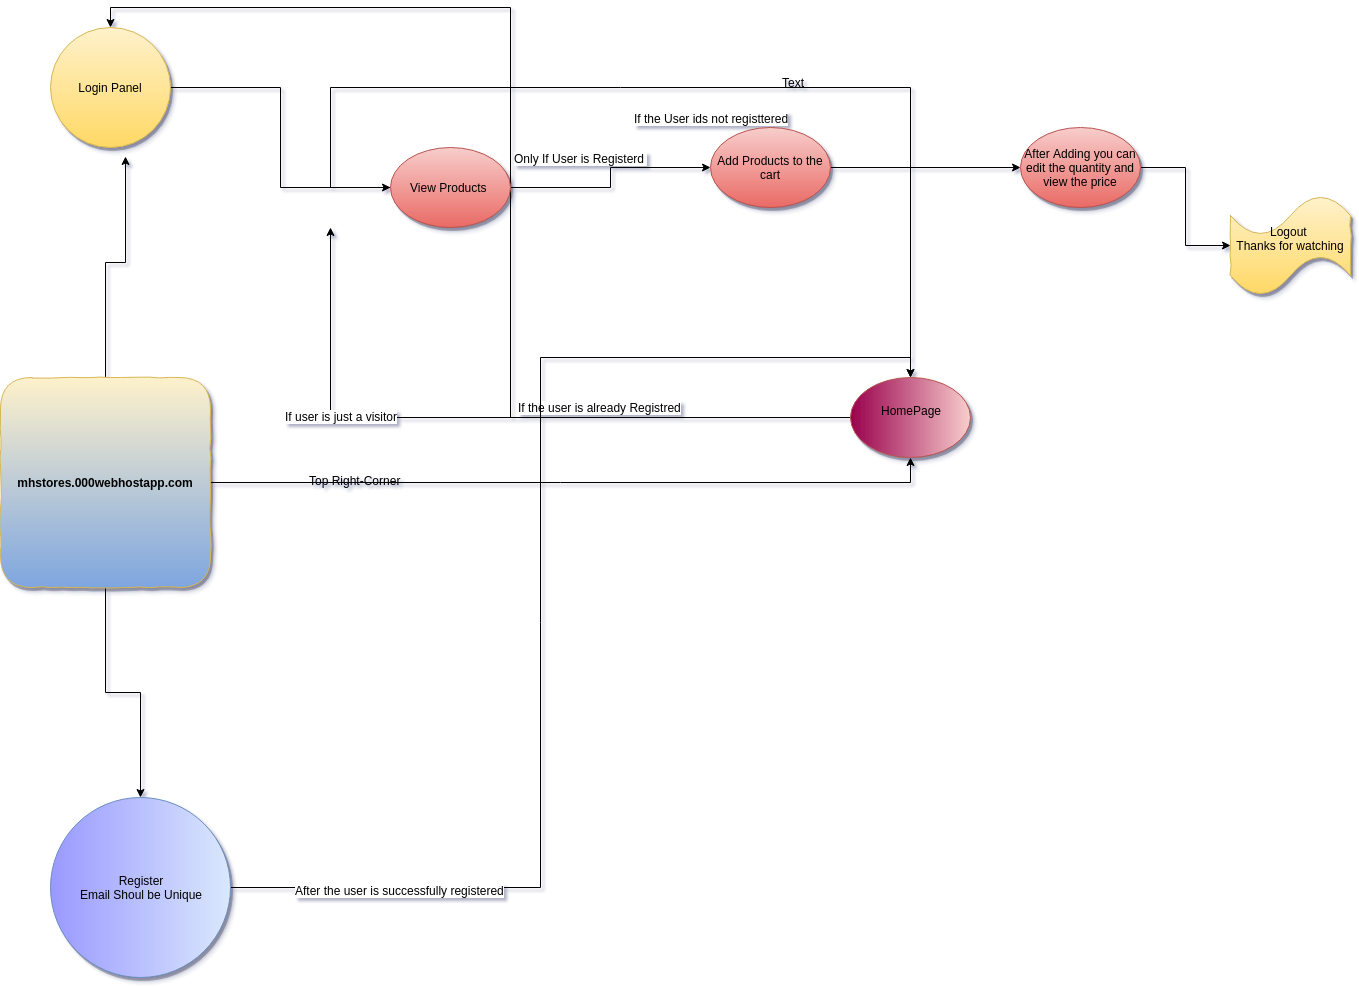 Login Panel
Text
If the User ids not registtered
Only If User is Registerd
Add Products to the
cart
After Adding you can
edit the quantity and
view the price
View Products
Logout
Thanks for watching
If the user is already Registred
HomePage
If user is just a visitor
mhstores.000webhostapp.com
Top Right-Corner
Register
Email Shoul be Unique
After the user is successfully registered